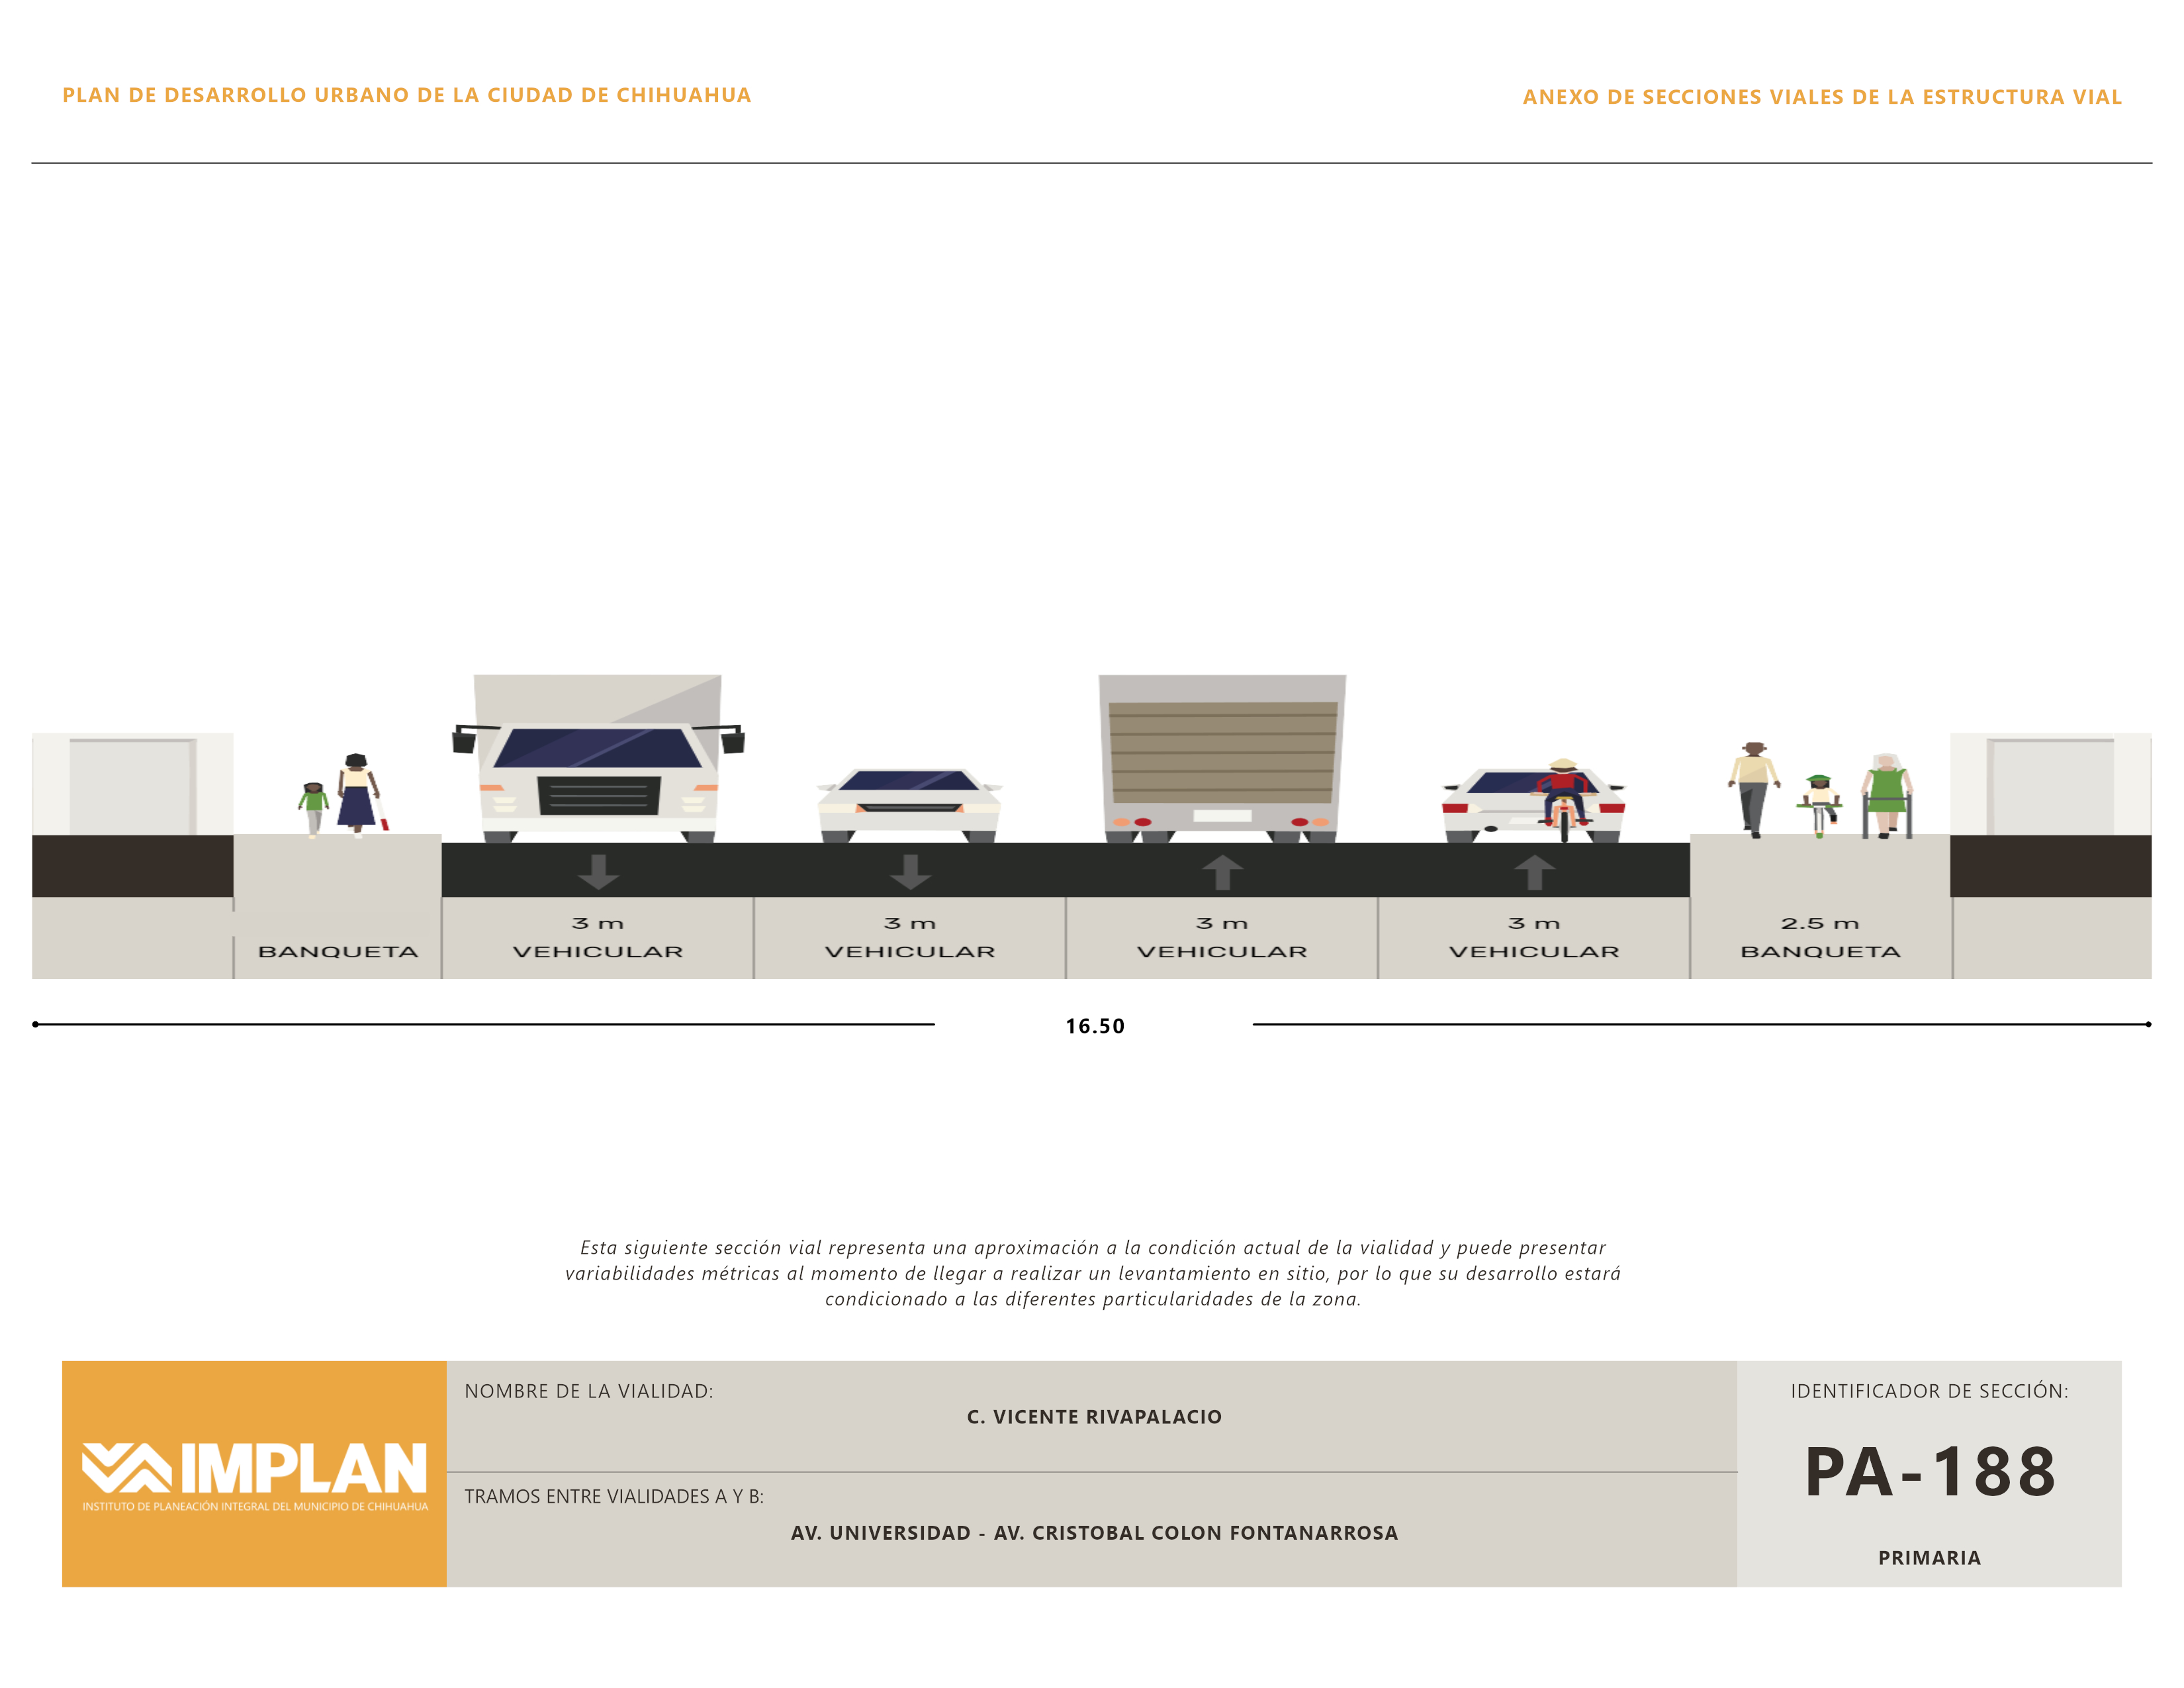 PLAN DE DESARROLLO URBANO DE LA CIUDAD DE CHIHUAHUA
ANEXO DE SECCIONES VIALES DE LA ESTRUCTURA VIAL
3 m
3 m
3 m
3 m
2.5 m
BANQUETA
VEHICULAR
VEHICULAR
VEHICULAR
VEHICULAR
BANQUETA
16.50
Esta siguiente sección vial representa una aproximación a la condición actual de la vialidad y puede presentar
variabilidades métricas al momento de llegar a realizar un levantamiento en sitio, por lo que su desarrollo estará
condicionado a las diferentes particularidades de la zona.
IMPLAN
INSTITUTO DE PLANEACIÓN INTEGRAL DEL MUNICIPIO DE CHIHUAHUA
NOMBRE DE LA VIALIDAD:
C. VICENTE RIVAPALACIO
TRAMOS ENTRE VIALIDADES A Y B:
AV. UNIVERSIDAD - AV. CRISTOBAL COLON FONTANARROSA
IDENTIFICADOR DE SECCIÓN:
PA-188
PRIMARIA